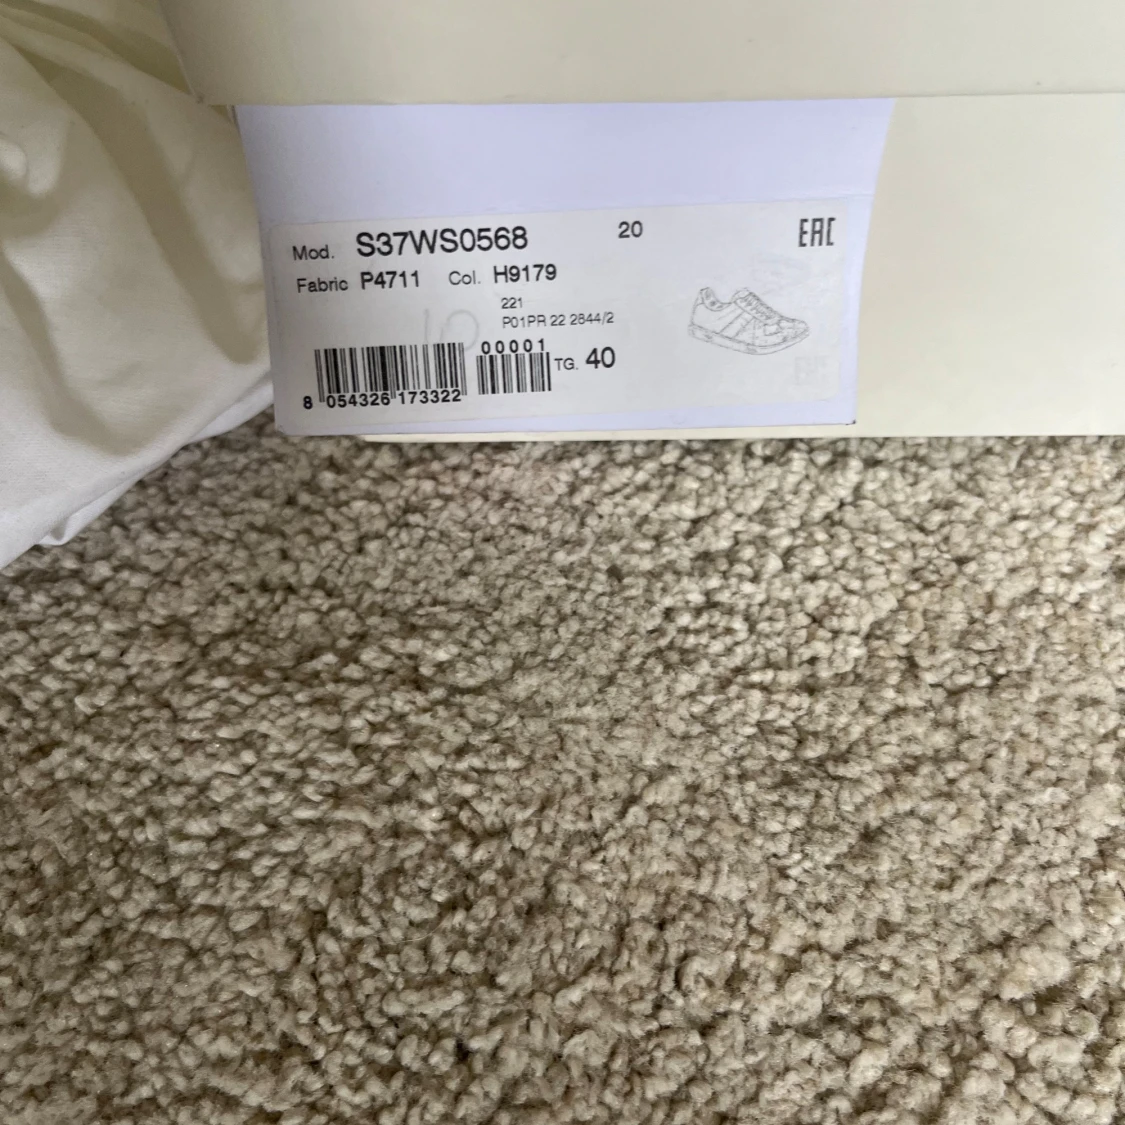 Mod. S37WS0568 20 EAC
Fabric P4711 Col. H9179
221
P01PR 22 2844/2
10
00001
TG. 40
8 054326 173322